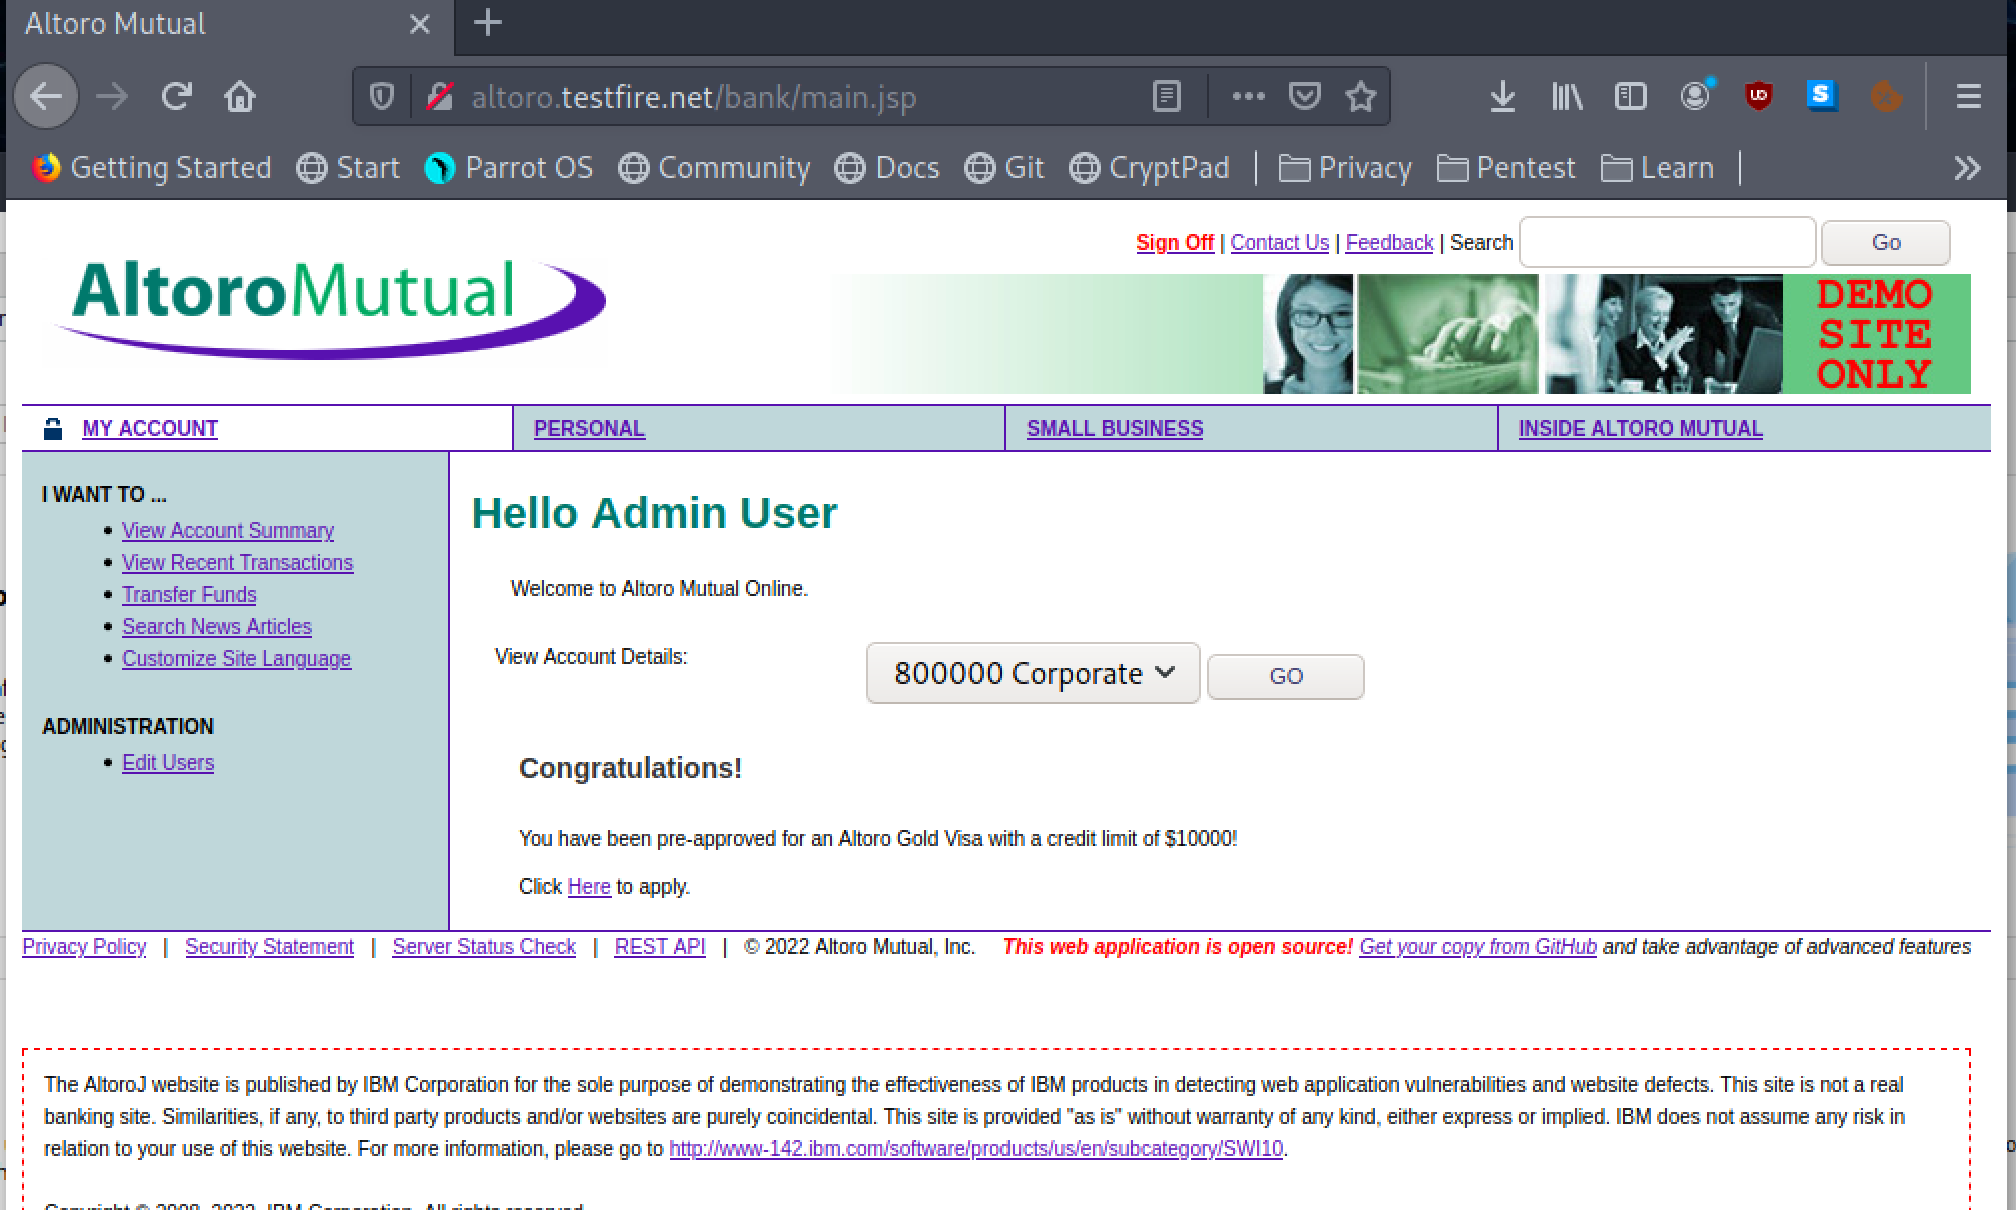 Altoro Mutual
altoro.testfire.net/bank/main.jsp
Getting Started Start Parrot OS Community Docs Git CryptPad Privacy Pentest Learn
Sign Off | Contact Us | Feedback | Search Go
AltoroMutual
DEMO
SITE
ONLY
MY ACCOUNT PERSONAL SMALL BUSINESS INSIDE ALTORO MUTUAL
I WANT TO ...
• View Account Summary
• View Recent Transactions
• Transfer Funds
• Search News Articles
• Customize Site Language
ADMINISTRATION
• Edit Users
Hello Admin User
Welcome to Altoro Mutual Online.
View Account Details: 800000 Corporate GO
Congratulations!
You have been pre-approved for an Altoro Gold Visa with a credit limit of $10000!
Click Here to apply.
Privacy Policy | Security Statement | Server Status Check | REST API | © 2022 Altoro Mutual, Inc. This web application is open source! Get your copy from GitHub and take advantage of advanced features
The AltoroJ website is published by IBM Corporation for the sole purpose of demonstrating the effectiveness of IBM products in detecting web application vulnerabilities and website defects. This site is not a real
banking site. Similarities, if any, to third party products and/or websites are purely coincidental. This site is provided "as is" without warranty of any kind, either express or implied. IBM does not assume any risk in
relation to your use of this website. For more information, please go to http://www-142.ibm.com/software/products/us/en/subcategory/SWI10.
Copyright © 2008, 2022, IBM Corporation, All rights reserved.